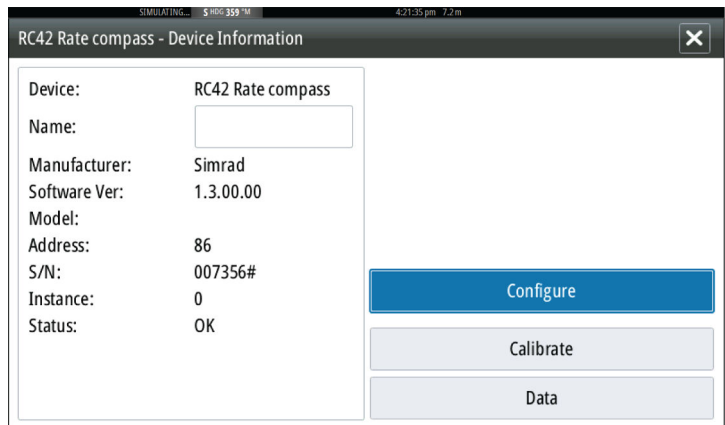 SIMULATING... S HDG 359 °M 4:21:35 pm 7.2 m
RC42 Rate compass - Device Information
Device: RC42 Rate compass
Name:
Manufacturer: Simrad
Software Ver: 1.3.00.00
Model:
Address: 86
S/N: 007356#
Instance: 0
Status: OK
Configure
Calibrate
Data